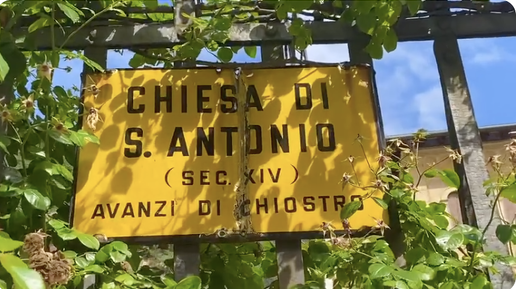 CHIESA DI
S. ANTONIO
(SEC. XIV)
AVANZI DI CHIOSTRO